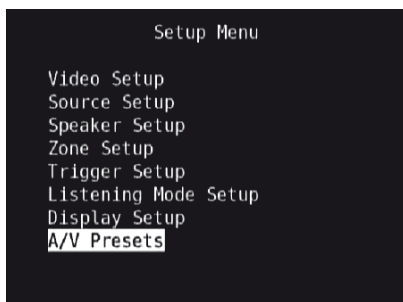 Setup Menu
Video Setup
Source Setup
Speaker Setup
Zone Setup
Trigger Setup
Listening Mode Setup
Display Setup
A/V Presets